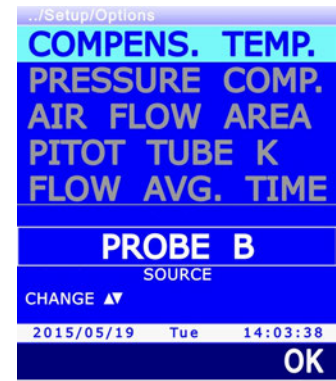 ../Setup/Options
COMPENS. TEMP.
PRESSURE COMP.
AIR FLOW AREA
PITOT TUBE K
FLOW AVG. TIME
PROBE B
SOURCE
CHANGE ▲▼
2015/05/19 Tue 14:03:38
OK